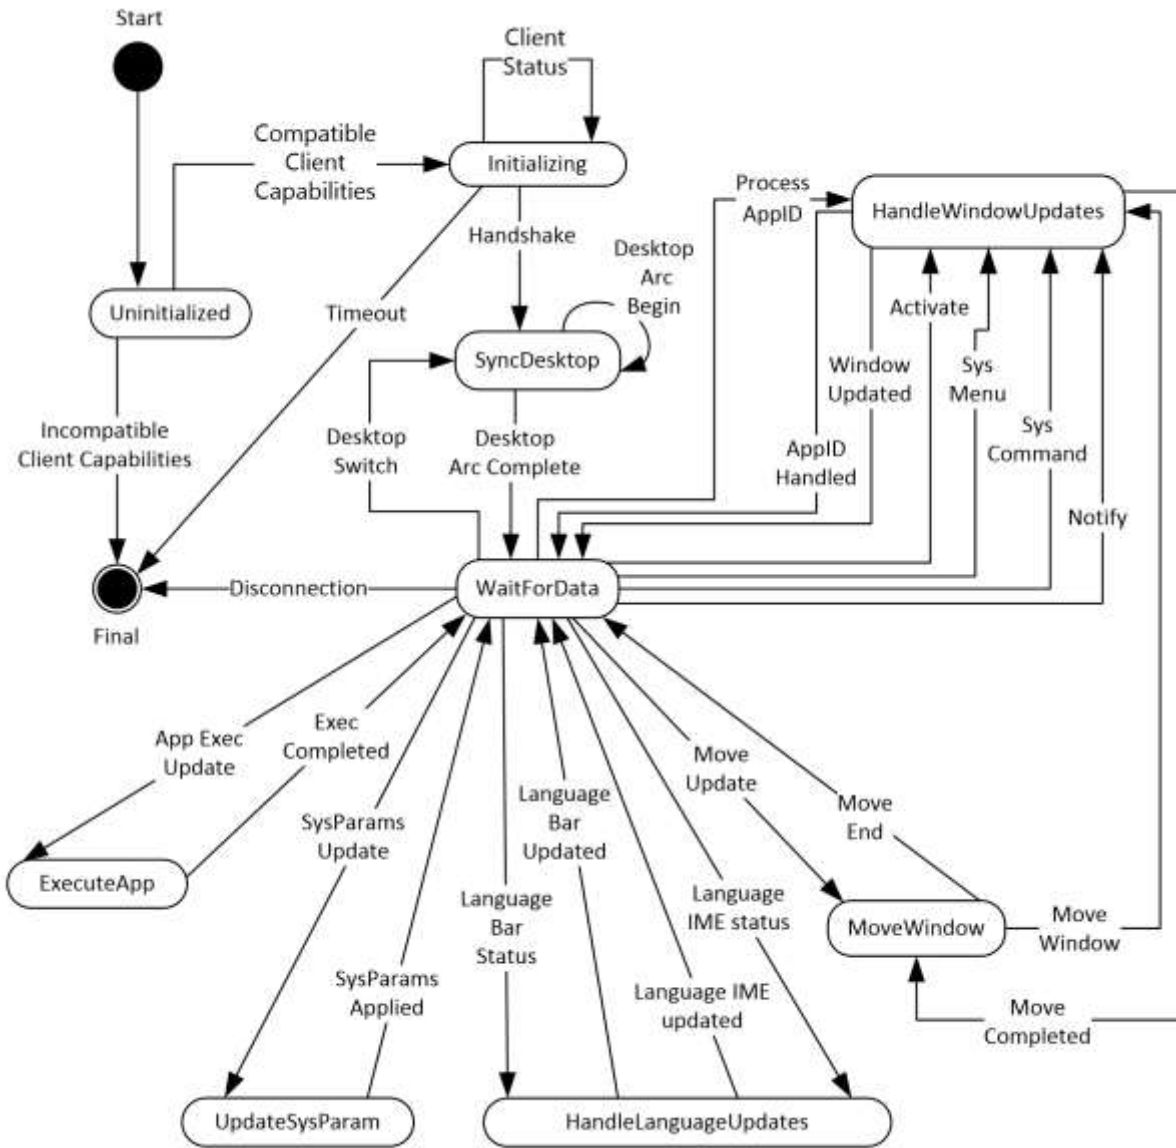 Start
Client
Status
Compatible
Client
Capabilities
Initializing
Process
AppID
HandleWindowUpdates
Handshake
Desktop
Arc
Begin
Uninitialized
Timeout
Activate
SyncDesktop
Window
Updated
Sys
Menu
Incompatible
Client Capabilities
Desktop
Switch
Desktop
Arc Complete
AppID
Handled
Sys
Command
Notify
Disconnection
WaitForData
Final
App Exec
Update
Exec
Completed
SysParams
Update
Language
Bar
Updated
Move
Update
Move
End
ExecuteApp
Language
Bar
Status
Language
IME status
MoveWindow
Move
Window
SysParams
Applied
Language IME
updated
Move
Completed
UpdateSysParam
HandleLanguageUpdates